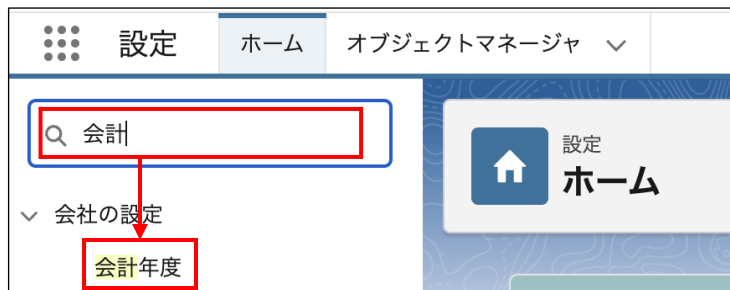 設定 ホーム オブジェクトマネージャ
会計
設定
ホーム
会社の設定
会計年度